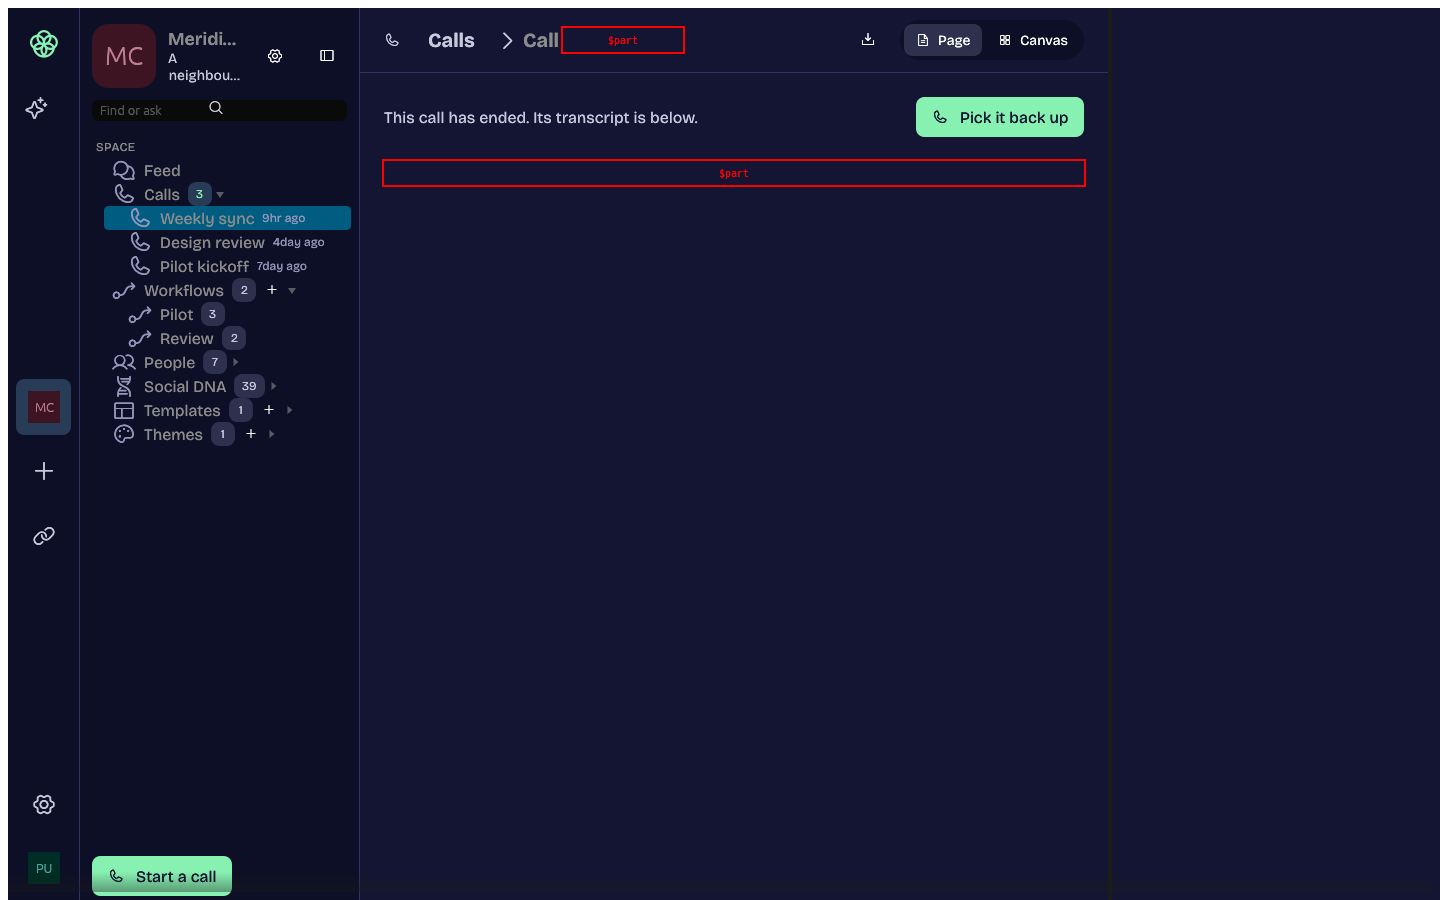 MC
Meridi...
A
neighbou...
Find or ask
SPACE
Feed
Calls 3
Weekly sync 9hr ago
Design review 4day ago
Pilot kickoff 7day ago
Workflows 2 +
Pilot 3
Review 2
People 7
Social DNA 39
Templates 1 +
Themes 1 +
Start a call
MC
PU
Calls > Call $part
Page
Canvas
This call has ended. Its transcript is below.
Pick it back up
$part